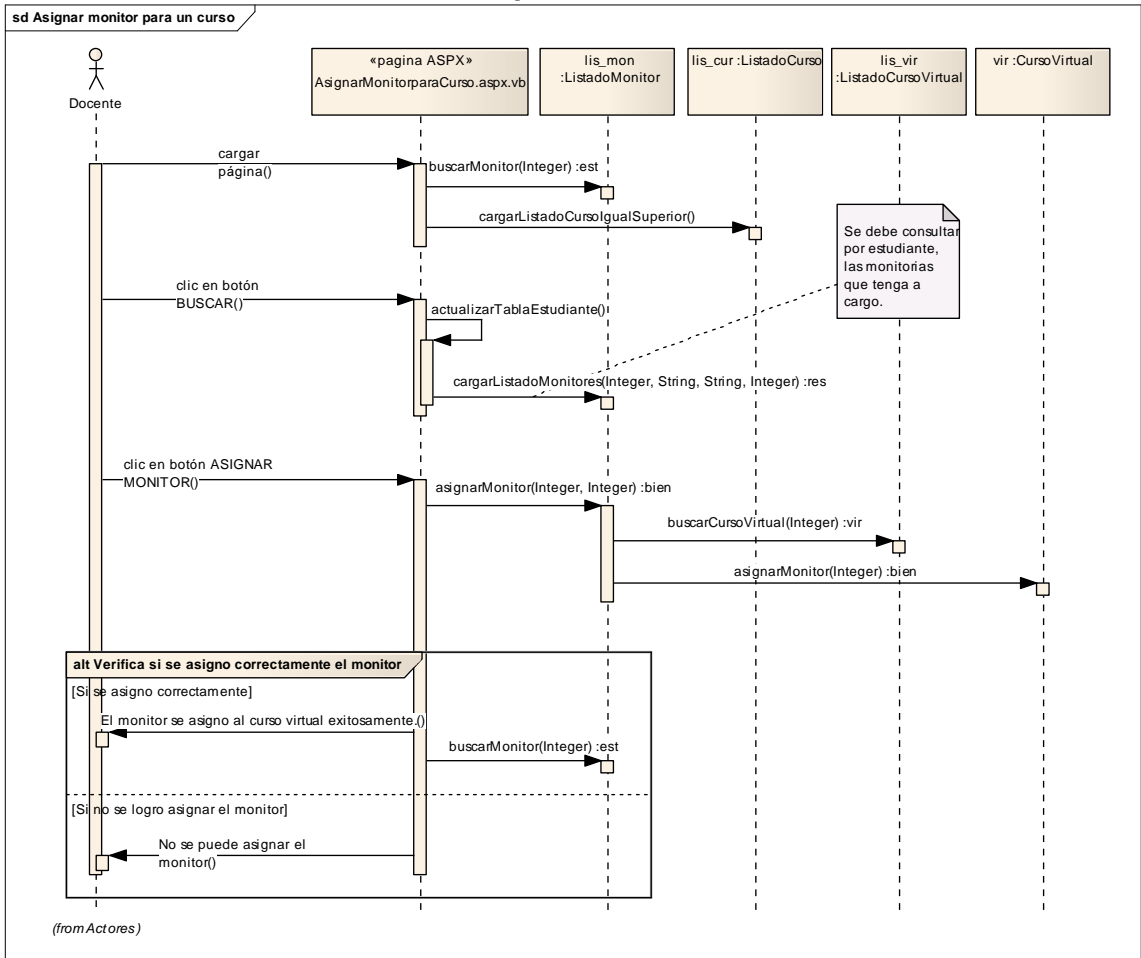 sd Asignar monitor para un curso
Docente
«pagina ASPX»
AsignarMonitorparaCurso.aspx.vb
lis_mon
:ListadoMonitor
lis_cur :ListadoCurso
lis_vir
:ListadoCursoVirtual
vir :CursoVirtual
cargar
página()
buscarMonitor(Integer) :est
cargarListadoCursoIgualSuperior()
Se debe consultar
por estudiante,
las monitorias
que tenga a
cargo.
clic en botón
BUSCAR()
actualizarTablaEstudiante()
cargarListadoMonitores(Integer, String, String, Integer) :res
clic en botón ASIGNAR
MONITOR()
asignarMonitor(Integer, Integer) :bien
buscarCursoVirtual(Integer) :vir
asignarMonitor(Integer) :bien
alt Verifica si se asigno correctamente el monitor
[Si se asigno correctamente]
El monitor se asigno al curso virtual exitosamente.()
buscarMonitor(Integer) :est
[Si no se logro asignar el monitor]
No se puede asignar el
monitor()
(from Actores)